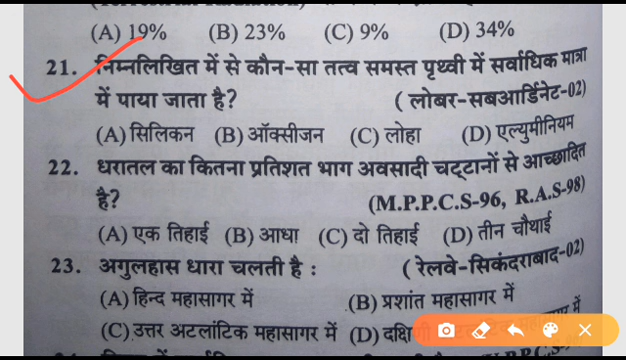 (A) 19% (B) 23% (C) 9% (D) 34%
21. निम्नलिखित में से कौन-सा तत्व समस्त पृथ्वी में सर्वाधिक मात्रा
में पाया जाता है? (लोबर-सबआर्डिनेट-02)
(A) सिलिकन (B) ऑक्सीजन (C) लोहा (D) एल्युमीनियम
22. धरातल का कितना प्रतिशत भाग अवसादी चट्टानों से आच्छादित
है? (M.P.P.C.S-96, R.A.S-98)
(A) एक तिहाई (B) आधा (C) दो तिहाई (D) तीन चौथाई
23. अगुलहास धारा चलती है : (रेलवे-सिकंदराबाद-02)
(A) हिन्द महासागर में (B) प्रशांत महासागर में
(C) उत्तर अटलांटिक महासागर में (D) में